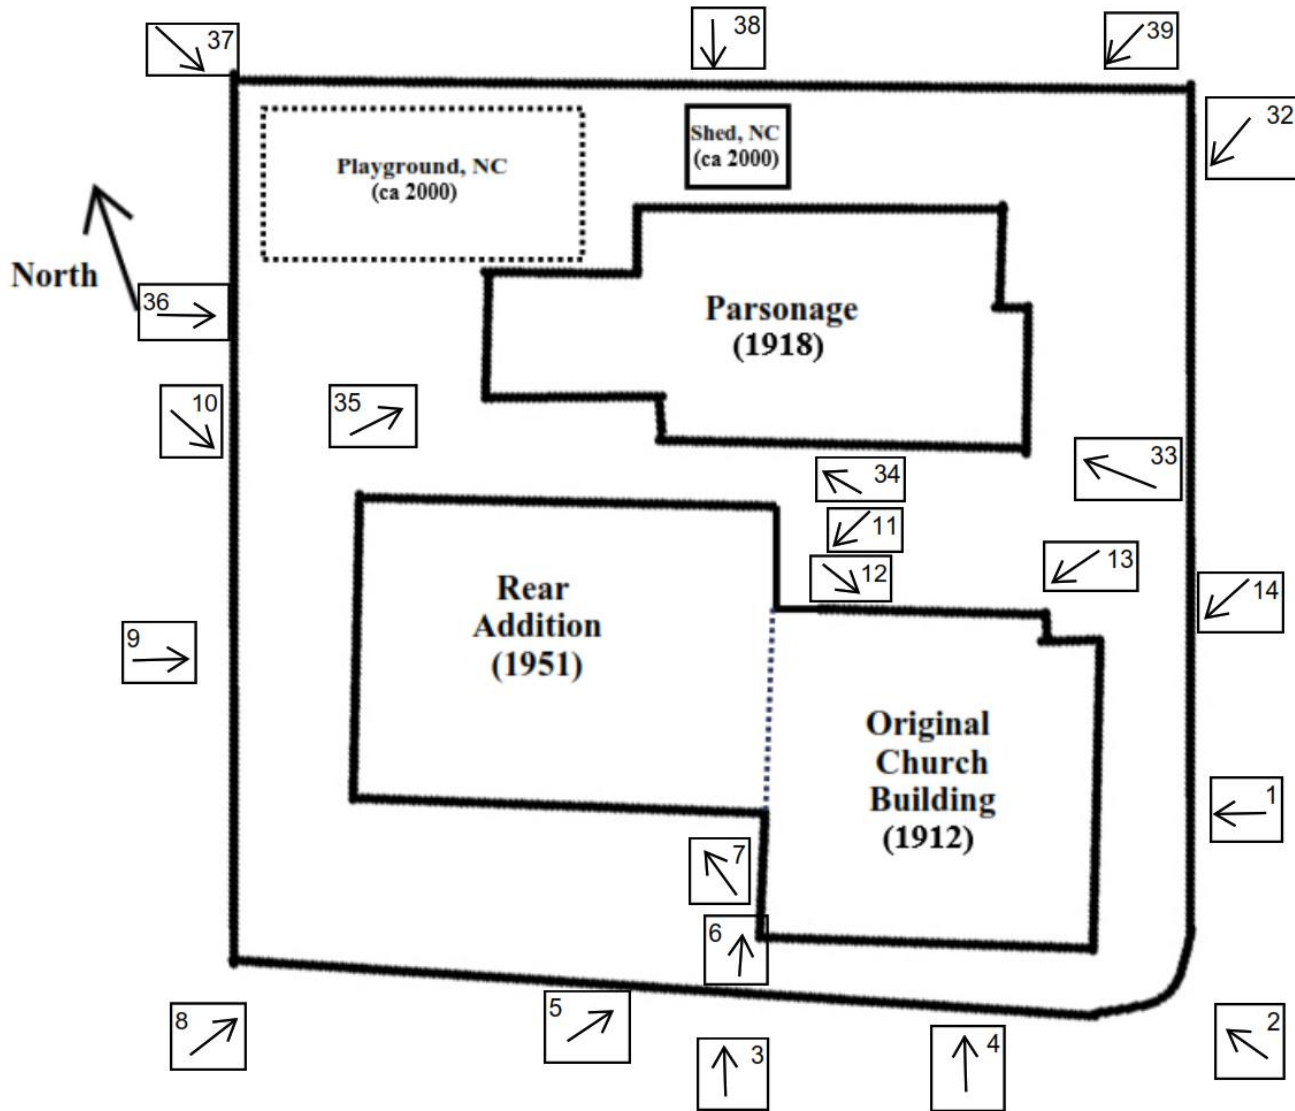 37
38
39
32
Shed, NC
(ca 2000)
Playground, NC
(ca 2000)
North
36
Parsonage
(1918)
10
35
33
34
11
12
13
14
Rear
Addition
(1951)
9
Original
Church
Building
(1912)
1
7
6
5
8
3
4
2